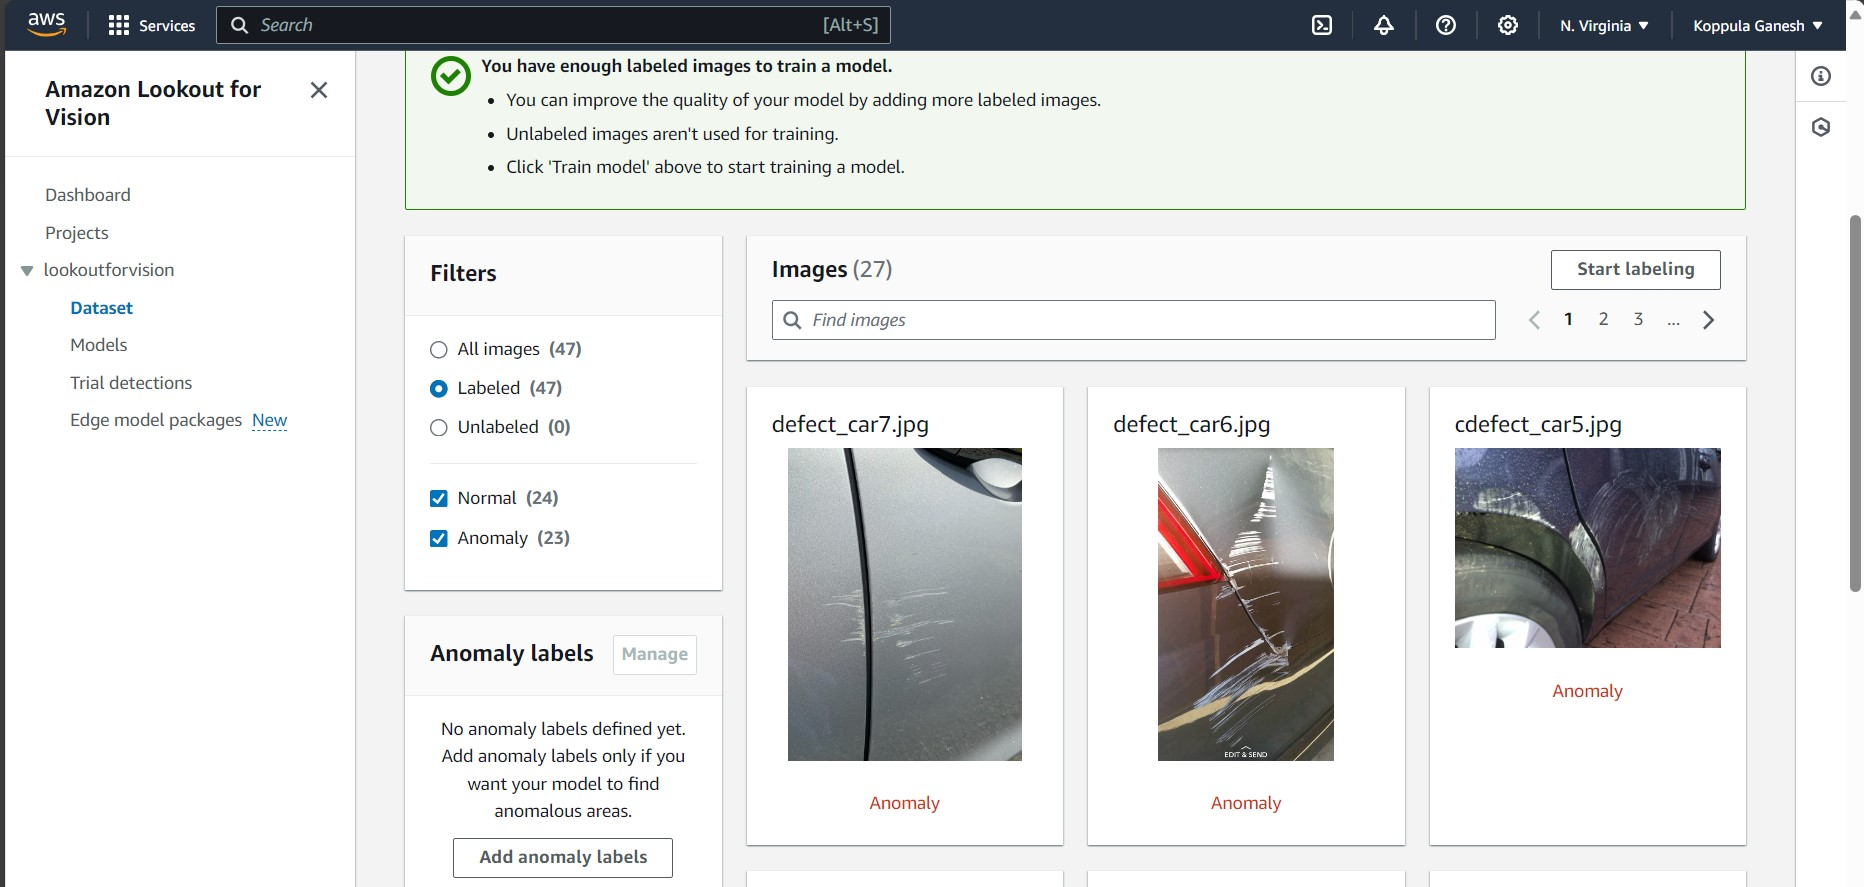 aws
Services
Search
[Alt+S]
N. Virginia
Koppula Ganesh
Amazon Lookout for
Vision
Dashboard
Projects
lookoutforvision
Dataset
Models
Trial detections
Edge model packages New
You have enough labeled images to train a model.
You can improve the quality of your model by adding more labeled images.
Unlabeled images aren't used for training.
Click 'Train model' above to start training a model.
Filters
All images (47)
Labeled (47)
Unlabeled (0)
Normal (24)
Anomaly (23)
Anomaly labels
Manage
No anomaly labels defined yet.
Add anomaly labels only if you
want your model to find
anomalous areas.
Add anomaly labels
Images (27)
Start labeling
Find images
1 2 3 ...
defect_car7.jpg
Anomaly
defect_car6.jpg
EDIT & SEND
Anomaly
cdefect_car5.jpg
Anomaly